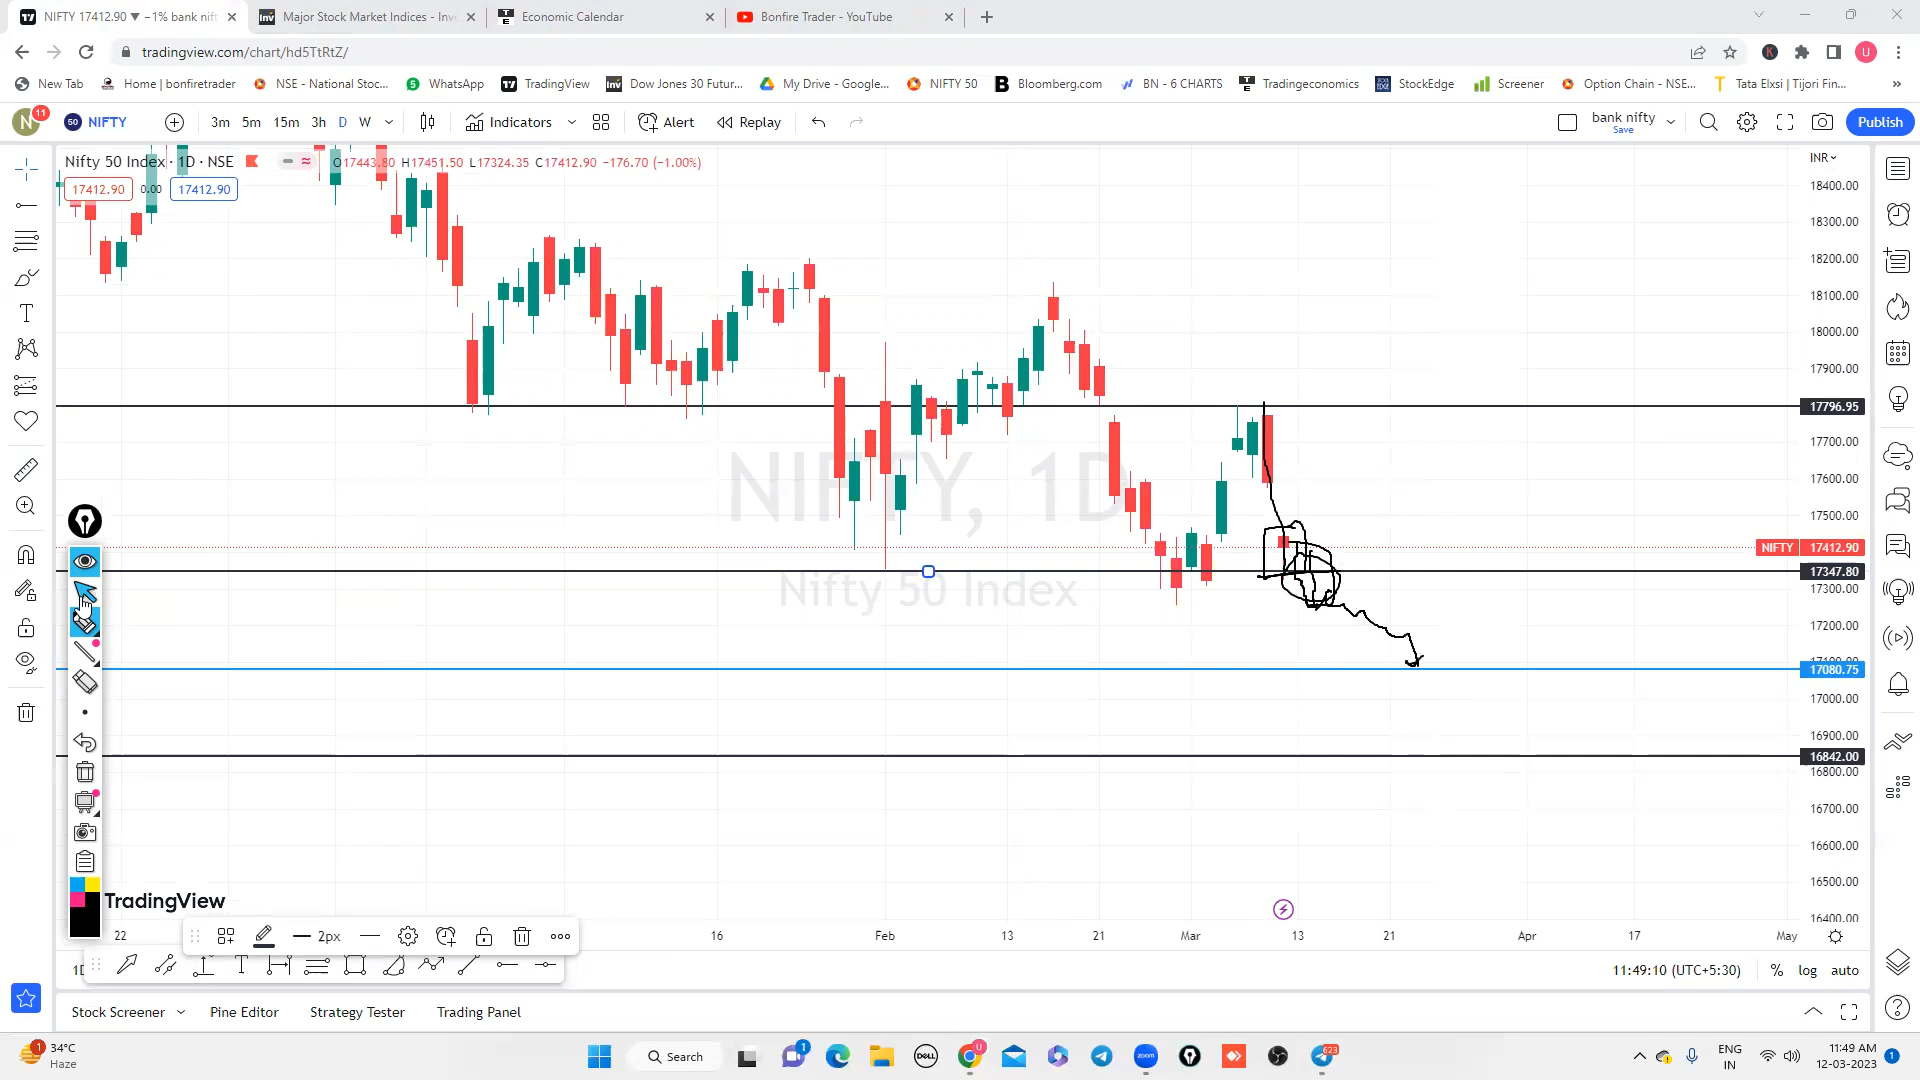 NIFTY 17412.90 ▼ −1% bank nift
Major Stock Market Indices - Inve
Economic Calendar
Bonfire Trader - YouTube
tradingview.com/chart/hd5TtRtZ/
New Tab
Home | bonfiretrader
NSE - National Stoc...
WhatsApp
TradingView
Dow Jones 30 Futur...
My Drive - Google...
NIFTY 50
Bloomberg.com
BN - 6 CHARTS
Tradingeconomics
StockEdge
Screener
Option Chain - NSE...
Tata Elxsi | Tijori Fin...
N 11
50 NIFTY
3m 5m 15m 3h D W
Indicators
Alert
Replay
bank nifty
Save
Publish
Nifty 50 Index · 1D · NSE
O17443.80 H17451.50 L17324.35 C17412.90 −176.70 (−1.00%)
17412.90 0.00 17412.90
INR
18400.00
18300.00
18200.00
18100.00
18000.00
17900.00
17796.95
17700.00
17600.00
17500.00
NIFTY 17412.90
17347.80
17300.00
17200.00
17080.75
17000.00
16900.00
16842.00
16800.00
16700.00
16600.00
16500.00
16400.00
NIFTY, 1D
Nifty 50 Index
TradingView
22 16 Feb 13 21 Mar 13 21 Apr 17 May
2px
11:49:10 (UTC+5:30) % log auto
Stock Screener
Pine Editor
Strategy Tester
Trading Panel
34°C
Haze
Search
DELL
zoom
623
ENG
IN
11:49 AM
12-03-2023